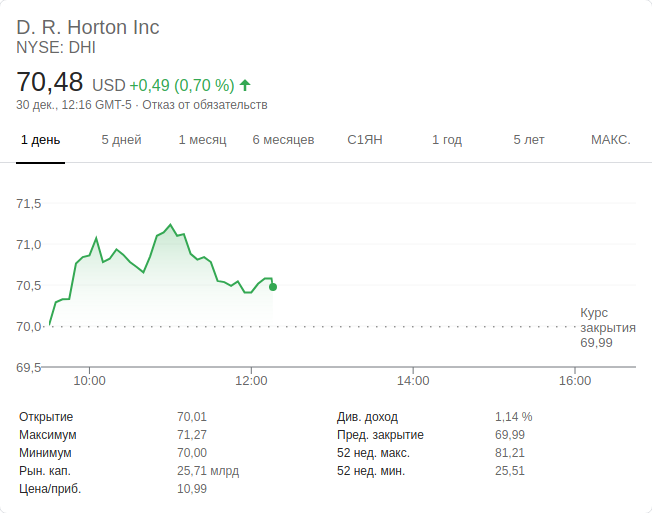 D. R. Horton Inc
NYSE: DHI
70,48 USD +0,49 (0,70 %)
30 дек., 12:16 GMT-5 · Отказ от обязательств
1 день 5 дней 1 месяц 6 месяцев С1ЯН 1 год 5 лет МАКС.
71,5
71,0
70,5
70,0
69,5
Курс
закрытия
69,99
10:00 12:00 14:00 16:00
Открытие 70,01
Максимум 71,27
Минимум 70,00
Рын. кап. 25,71 млрд
Цена/приб. 10,99
Див. доход 1,14 %
Пред. закрытие 69,99
52 нед. макс. 81,21
52 нед. мин. 25,51